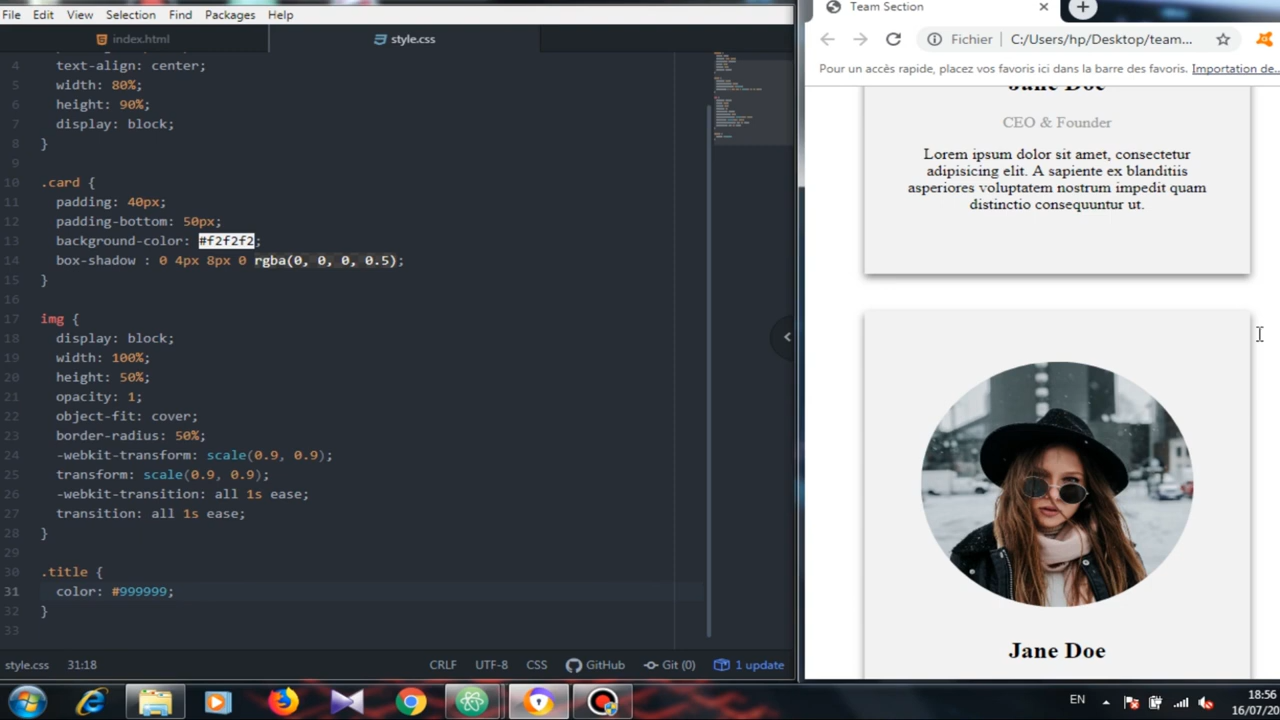 File Edit View Selection Find Packages Help
index.html
style.css
4 text-align: center;
5 width: 80%;
6 height: 90%;
7 display: block;
8 }
9
10 .card {
11 padding: 40px;
12 padding-bottom: 50px;
13 background-color: #f2f2f2;
14 box-shadow : 0 4px 8px 0 rgba(0, 0, 0, 0.5);
15 }
16
17 img {
18 display: block;
19 width: 100%;
20 height: 50%;
21 opacity: 1;
22 object-fit: cover;
23 border-radius: 50%;
24 -webkit-transform: scale(0.9, 0.9);
25 transform: scale(0.9, 0.9);
26 -webkit-transition: all 1s ease;
27 transition: all 1s ease;
28 }
29
30 .title {
31 color: #999999;
32 }
33
style.css 31:18 CRLF UTF-8 CSS GitHub Git (0) 1 update
Team Section
Fichier C:/Users/hp/Desktop/team...
Pour un accès rapide, placez vos favoris ici dans la barre des favoris. Importation de...
Jane Doe
CEO & Founder
Lorem ipsum dolor sit amet, consectetur
adipisicing elit. A sapiente ex blanditiis
asperiores voluptatem nostrum impedit quam
distinctio consequuntur ut.
Jane Doe
EN
18:56
16/07/20